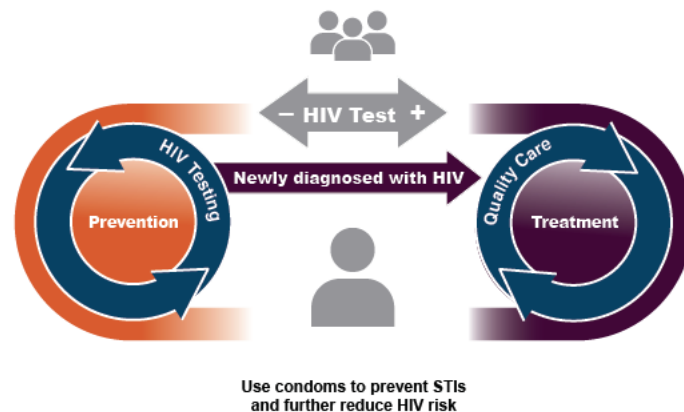 – HIV Test +
HIV Testing
Newly diagnosed with HIV
Quality Care
Prevention
Treatment
Use condoms to prevent STIs
and further reduce HIV risk